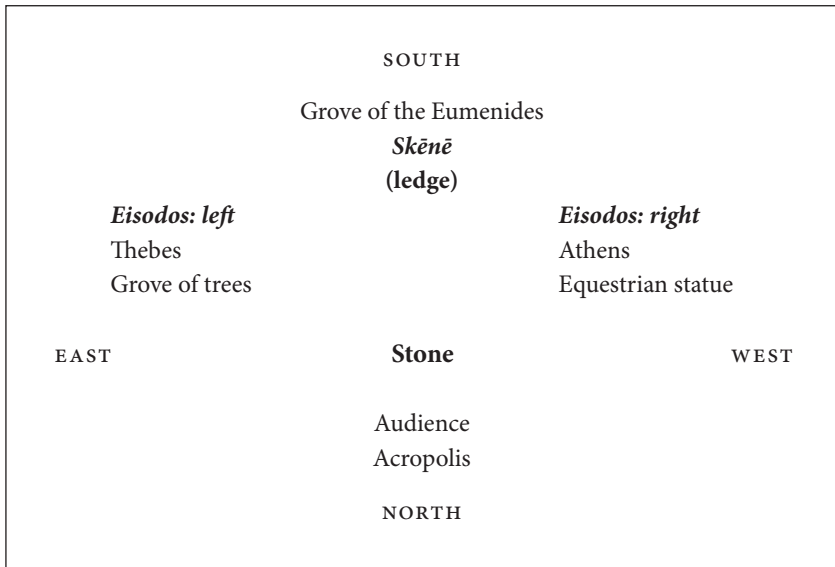 SOUTH
Grove of the Eumenides
Skēnē
(ledge)
Eisodos: left
Thebes
Grove of trees
Eisodos: right
Athens
Equestrian statue
EAST
Stone
WEST
Audience
Acropolis
NORTH